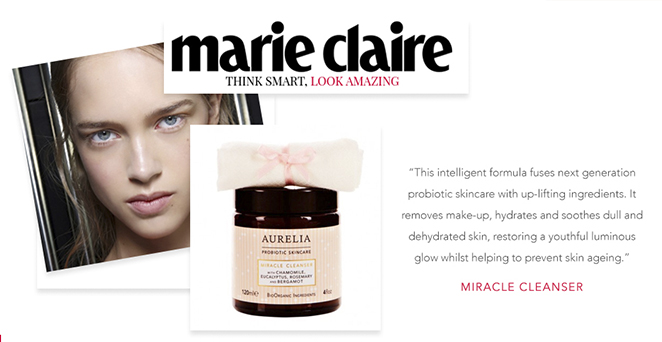 marie claire
THINK SMART, LOOK AMAZING
AURELIA
PROBIOTIC SKINCARE
MIRACLE CLEANSER
WITH CHAMOMILE,
EUCALYPTUS, ROSEMARY
AND BERGAMOT
120ml℮ 4fl oz
BIOORGANIC INGREDIENTS
“This intelligent formula fuses next generation
probiotic skincare with up-lifting ingredients. It
removes make-up, hydrates and soothes dull and
dehydrated skin, restoring a youthful luminous
glow whilst helping to prevent skin ageing.”
MIRACLE CLEANSER